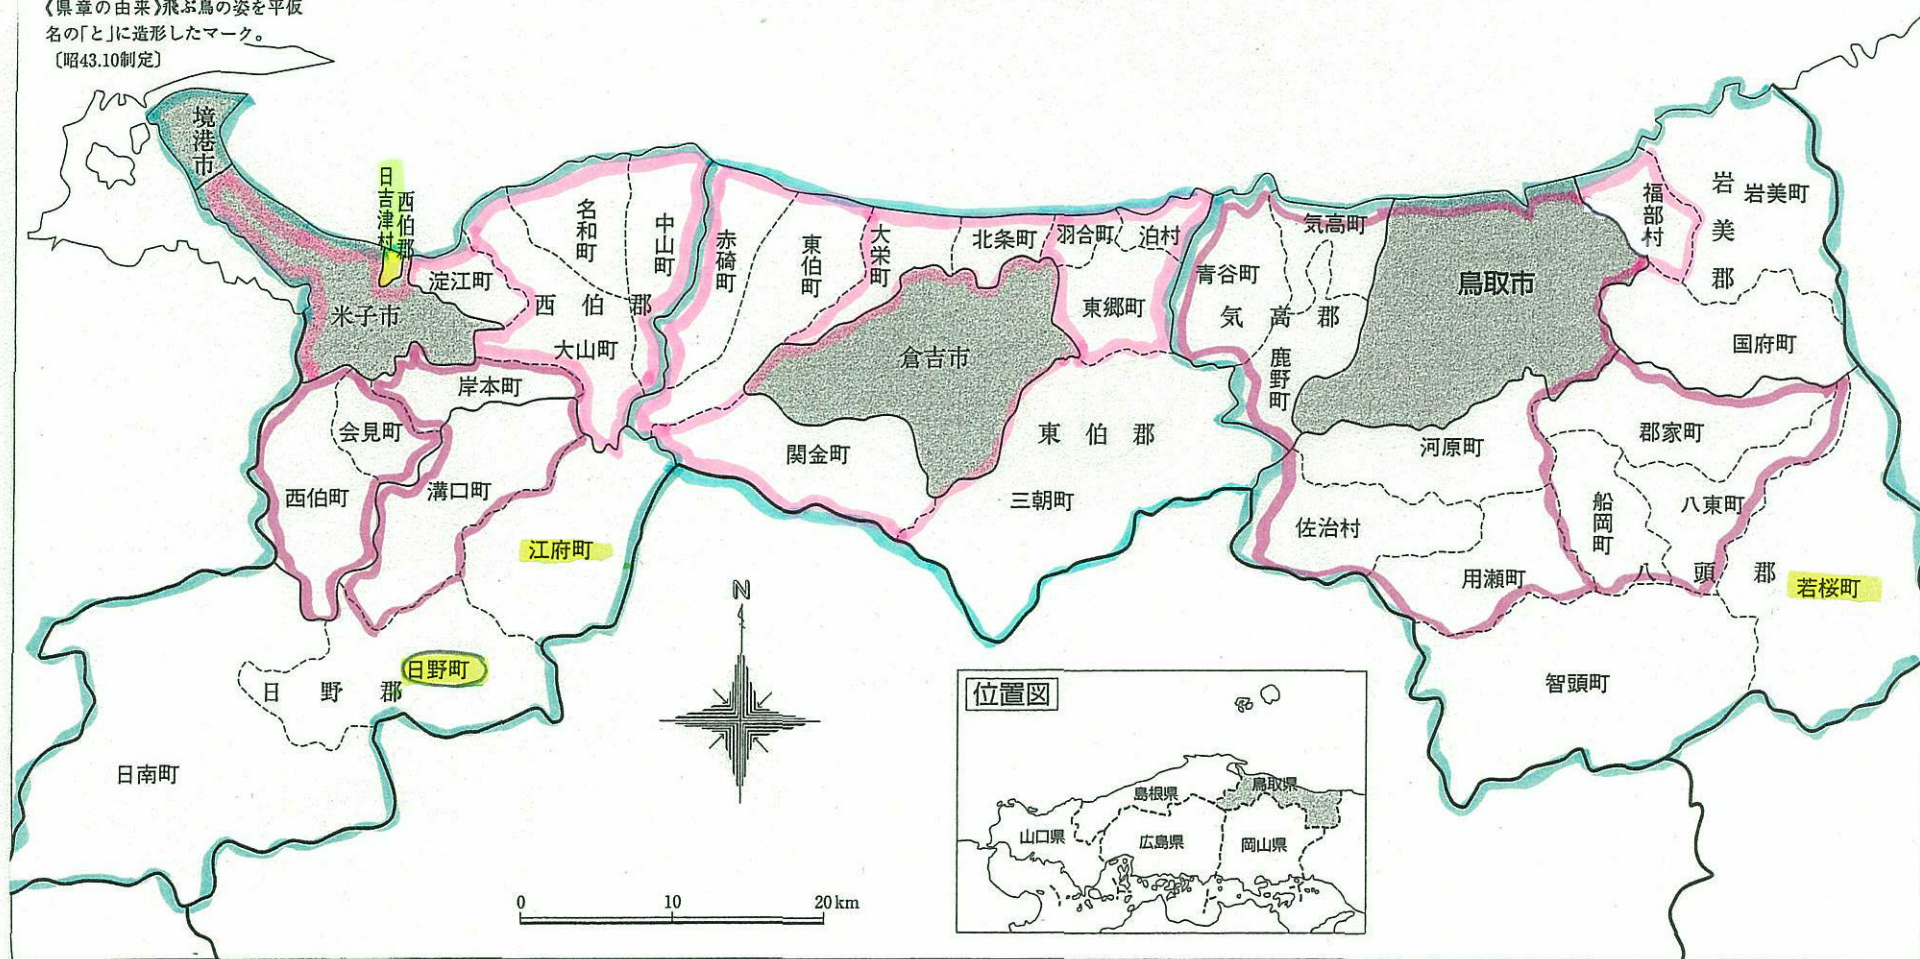 《県章の由来》飛ぶ鳥の姿を平仮
名の「と」に造形したマーク。
〔昭43.10制定〕
境港市
日吉津村
西伯郡
米子市
淀江町
名和町
中山町
西伯郡
大山町
岸本町
会見町
西伯町
溝口町
江府町
日野町
日野郡
日南町
赤碕町
東伯町
大栄町
北条町
羽合町
泊村
東郷町
倉吉市
関金町
東伯郡
三朝町
青谷町
気高町
気高郡
鹿野町
鳥取市
福部村
岩美郡
岩美町
国府町
河原町
郡家町
船岡町
八東町
佐治村
用瀬町
八頭郡
若桜町
智頭町
N
0 10 20km
位置図
島根県
鳥取県
山口県
広島県
岡山県